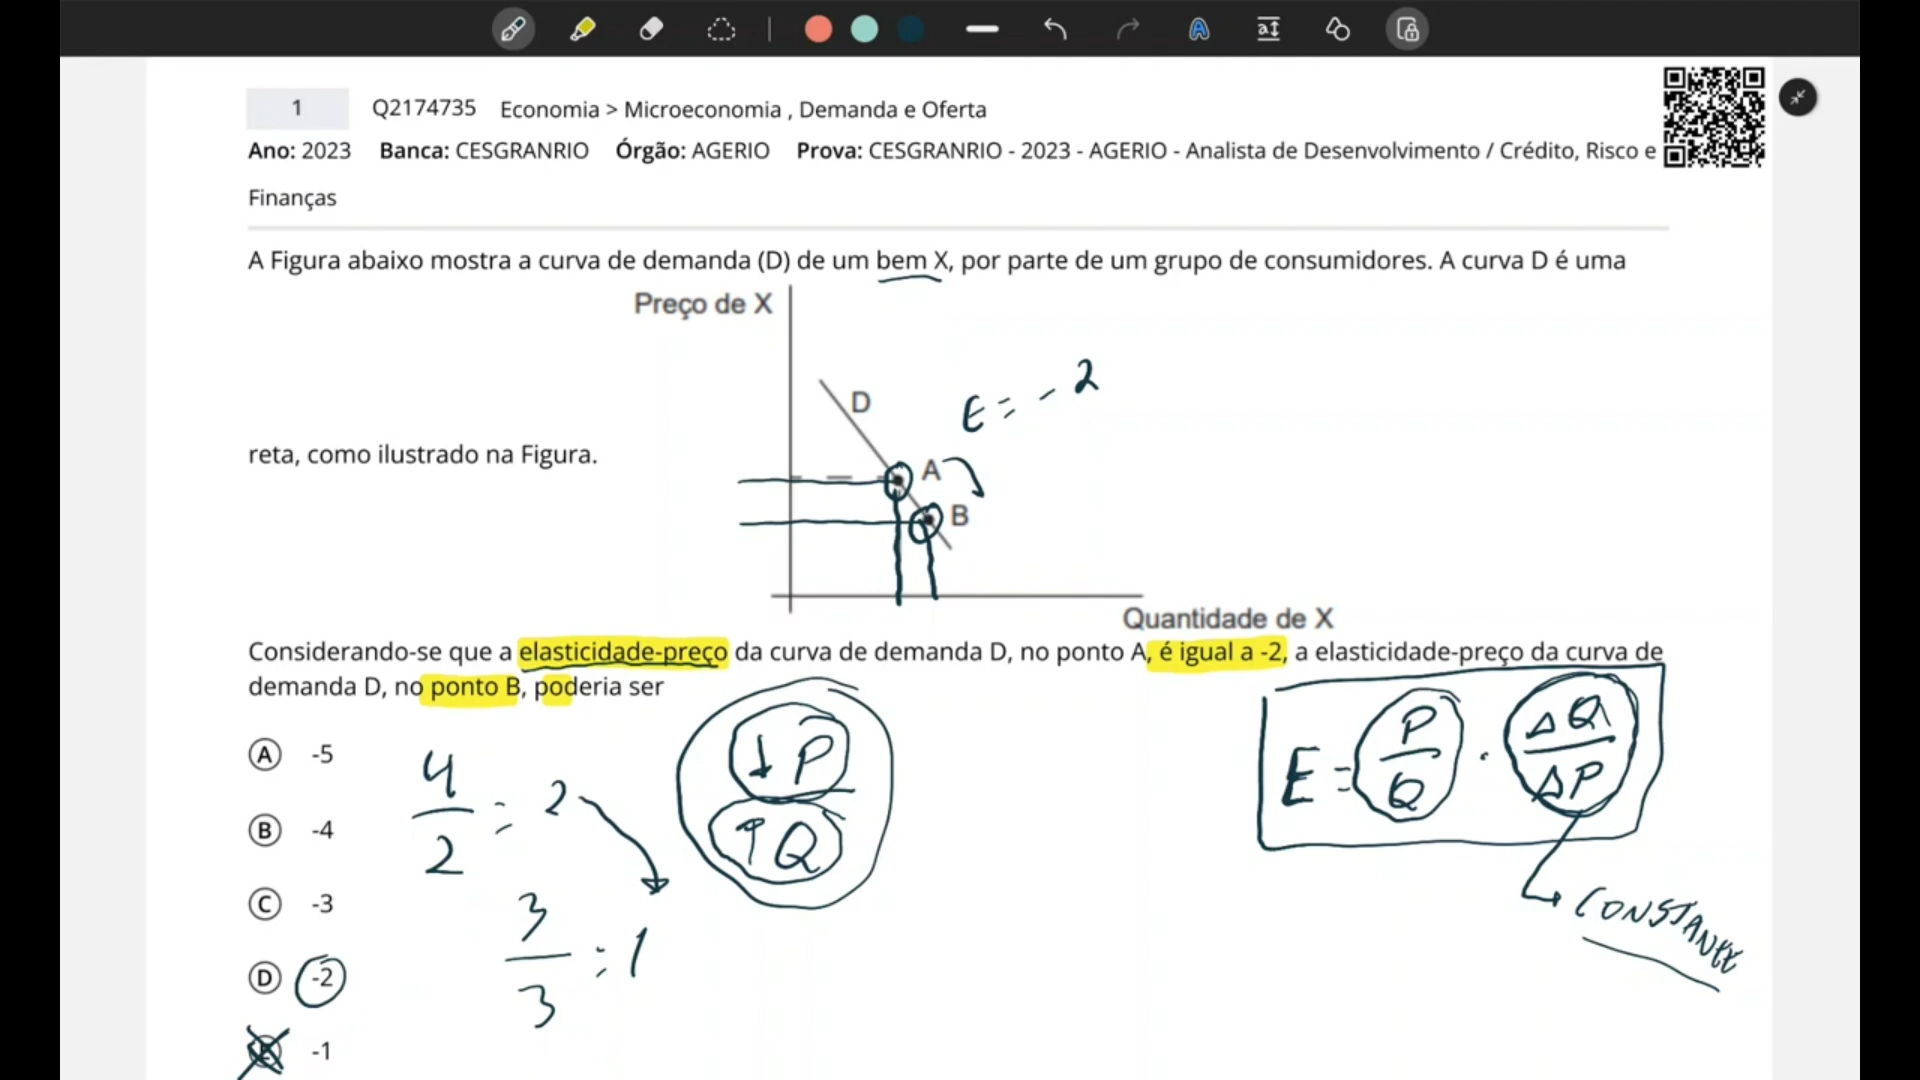 1 Q2174735 Economia > Microeconomia , Demanda e Oferta
Ano: 2023 Banca: CESGRANRIO Órgão: AGERIO Prova: CESGRANRIO - 2023 - AGERIO - Analista de Desenvolvimento / Crédito, Risco e
Finanças
A Figura abaixo mostra a curva de demanda (D) de um bem X, por parte de um grupo de consumidores. A curva D é uma
Preço de X
D
E = - 2
A
B
reta, como ilustrado na Figura.
Quantidade de X
Considerando-se que a elasticidade-preço da curva de demanda D, no ponto A, é igual a -2, a elasticidade-preço da curva de
demanda D, no ponto B, poderia ser
A -5
B -4
C -3
D -2
-1
4/2 = 2
3/3 = 1
↓P
↑Q
E = P/Q · ΔQ/ΔP
CONSTANTE